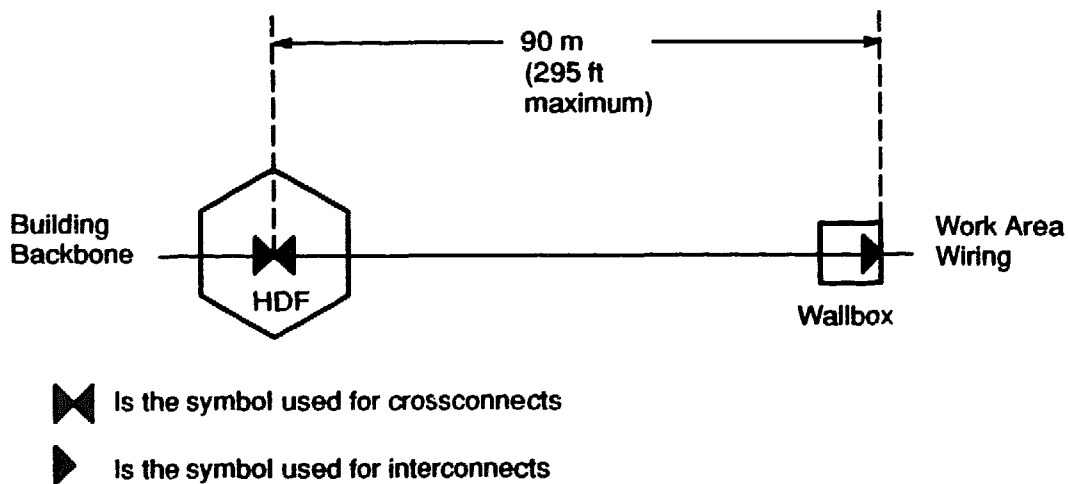 90 m
(295 ft
maximum)
Building
Backbone
HDF
Work Area
Wiring
Wallbox
Is the symbol used for crossconnects
Is the symbol used for interconnects